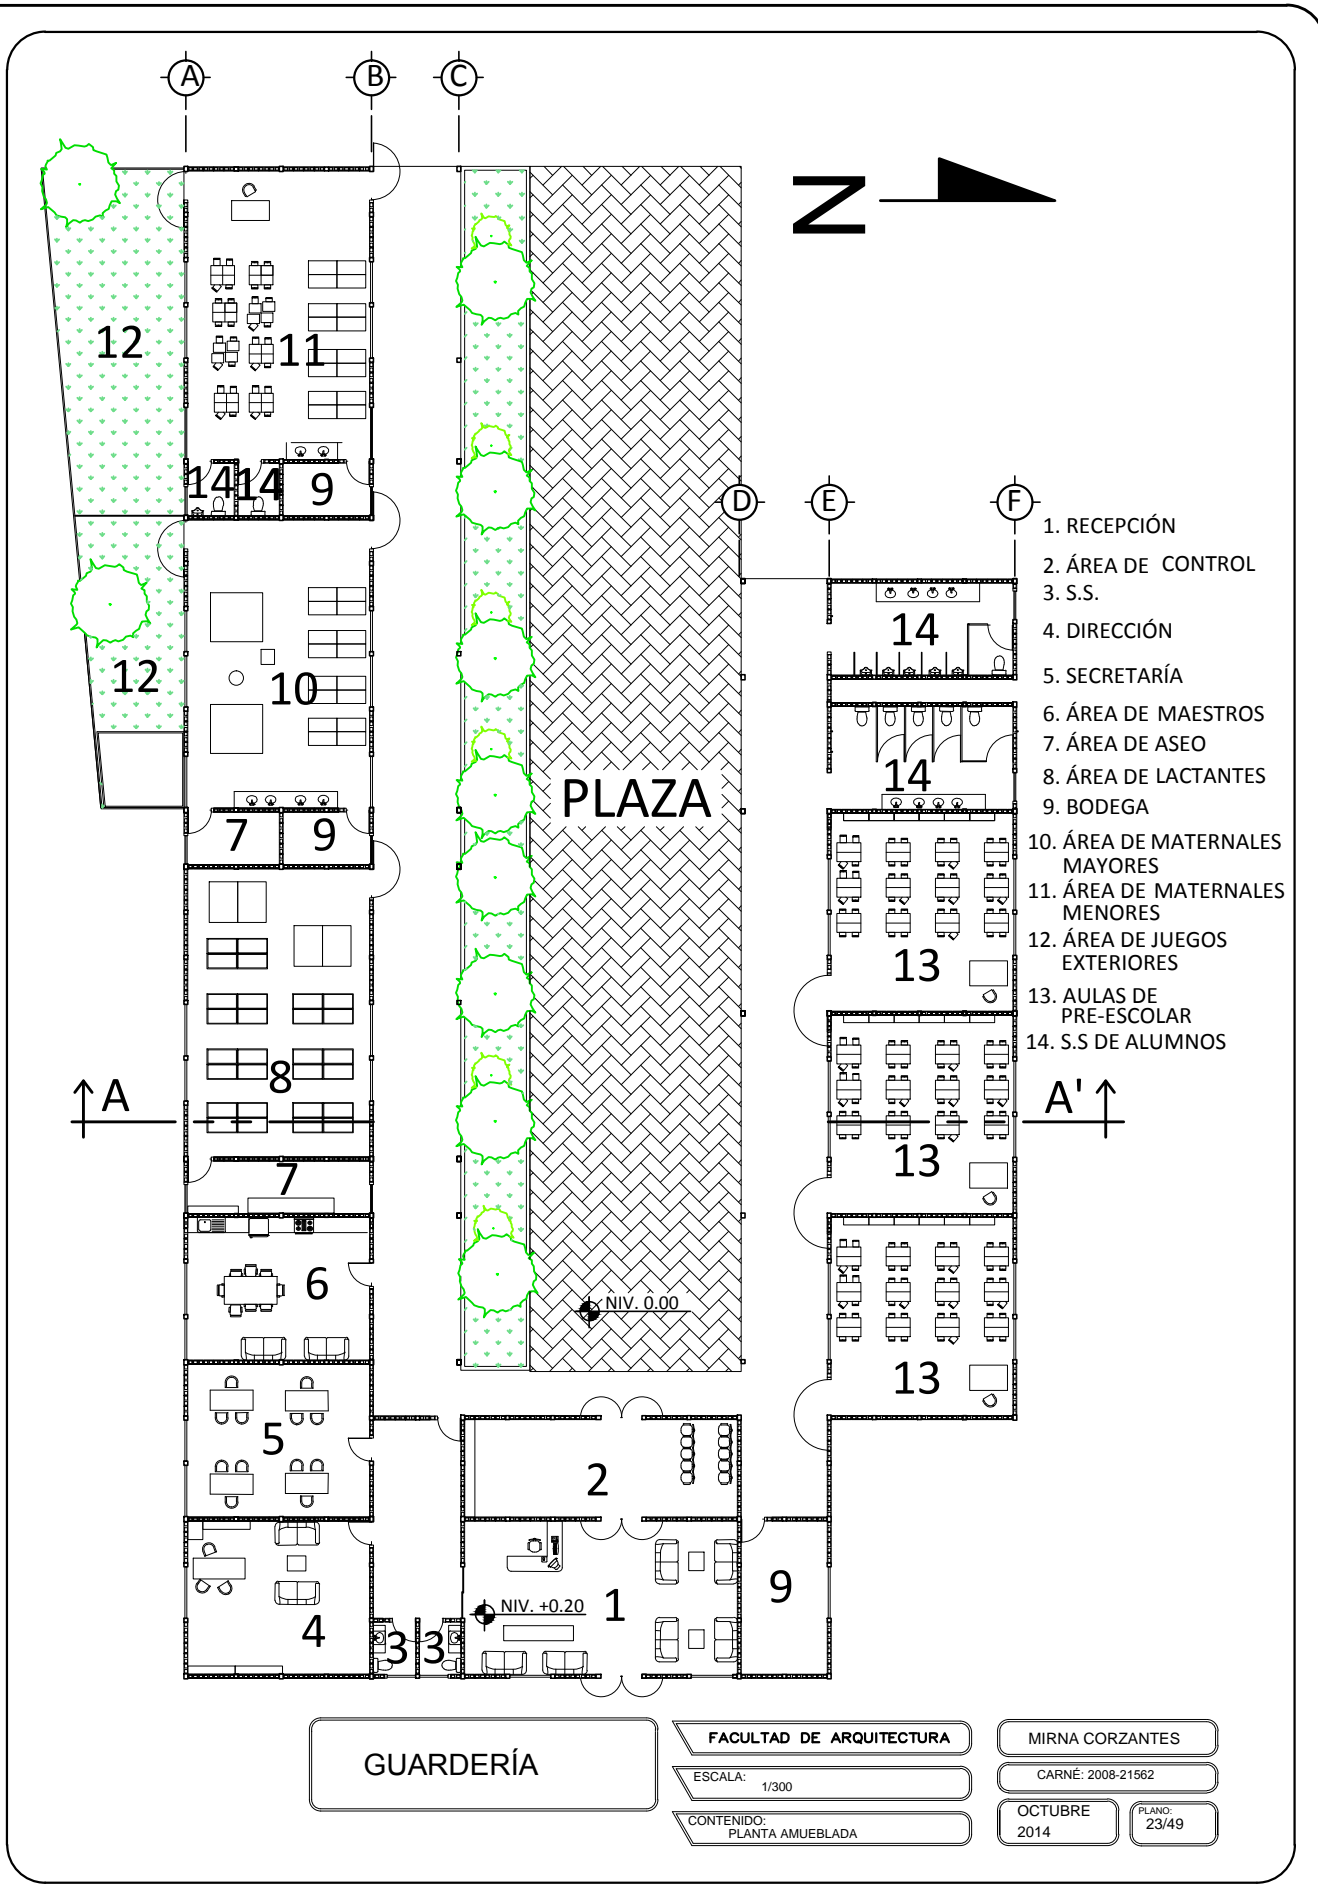 A
B
C
N
12
11
14
14
9
D
E
F
1. RECEPCIÓN
2. ÁREA DE CONTROL
3. S.S.
4. DIRECCIÓN
5. SECRETARÍA
6. ÁREA DE MAESTROS
7. ÁREA DE ASEO
8. ÁREA DE LACTANTES
9. BODEGA
10. ÁREA DE MATERNALES
MAYORES
11. ÁREA DE MATERNALES
MENORES
12. ÁREA DE JUEGOS
EXTERIORES
13. AULAS DE
PRE-ESCOLAR
14. S.S DE ALUMNOS
14
12
10
14
PLAZA
7
9
13
8
A
A'
13
7
6
NIV. 0.00
13
5
2
9
NIV. +0.20
1
4
3
3
GUARDERÍA
FACULTAD DE ARQUITECTURA
ESCALA:
1/300
CONTENIDO:
PLANTA AMUEBLADA
MIRNA CORZANTES
CARNÉ: 2008-21562
OCTUBRE
2014
PLANO:
23/49